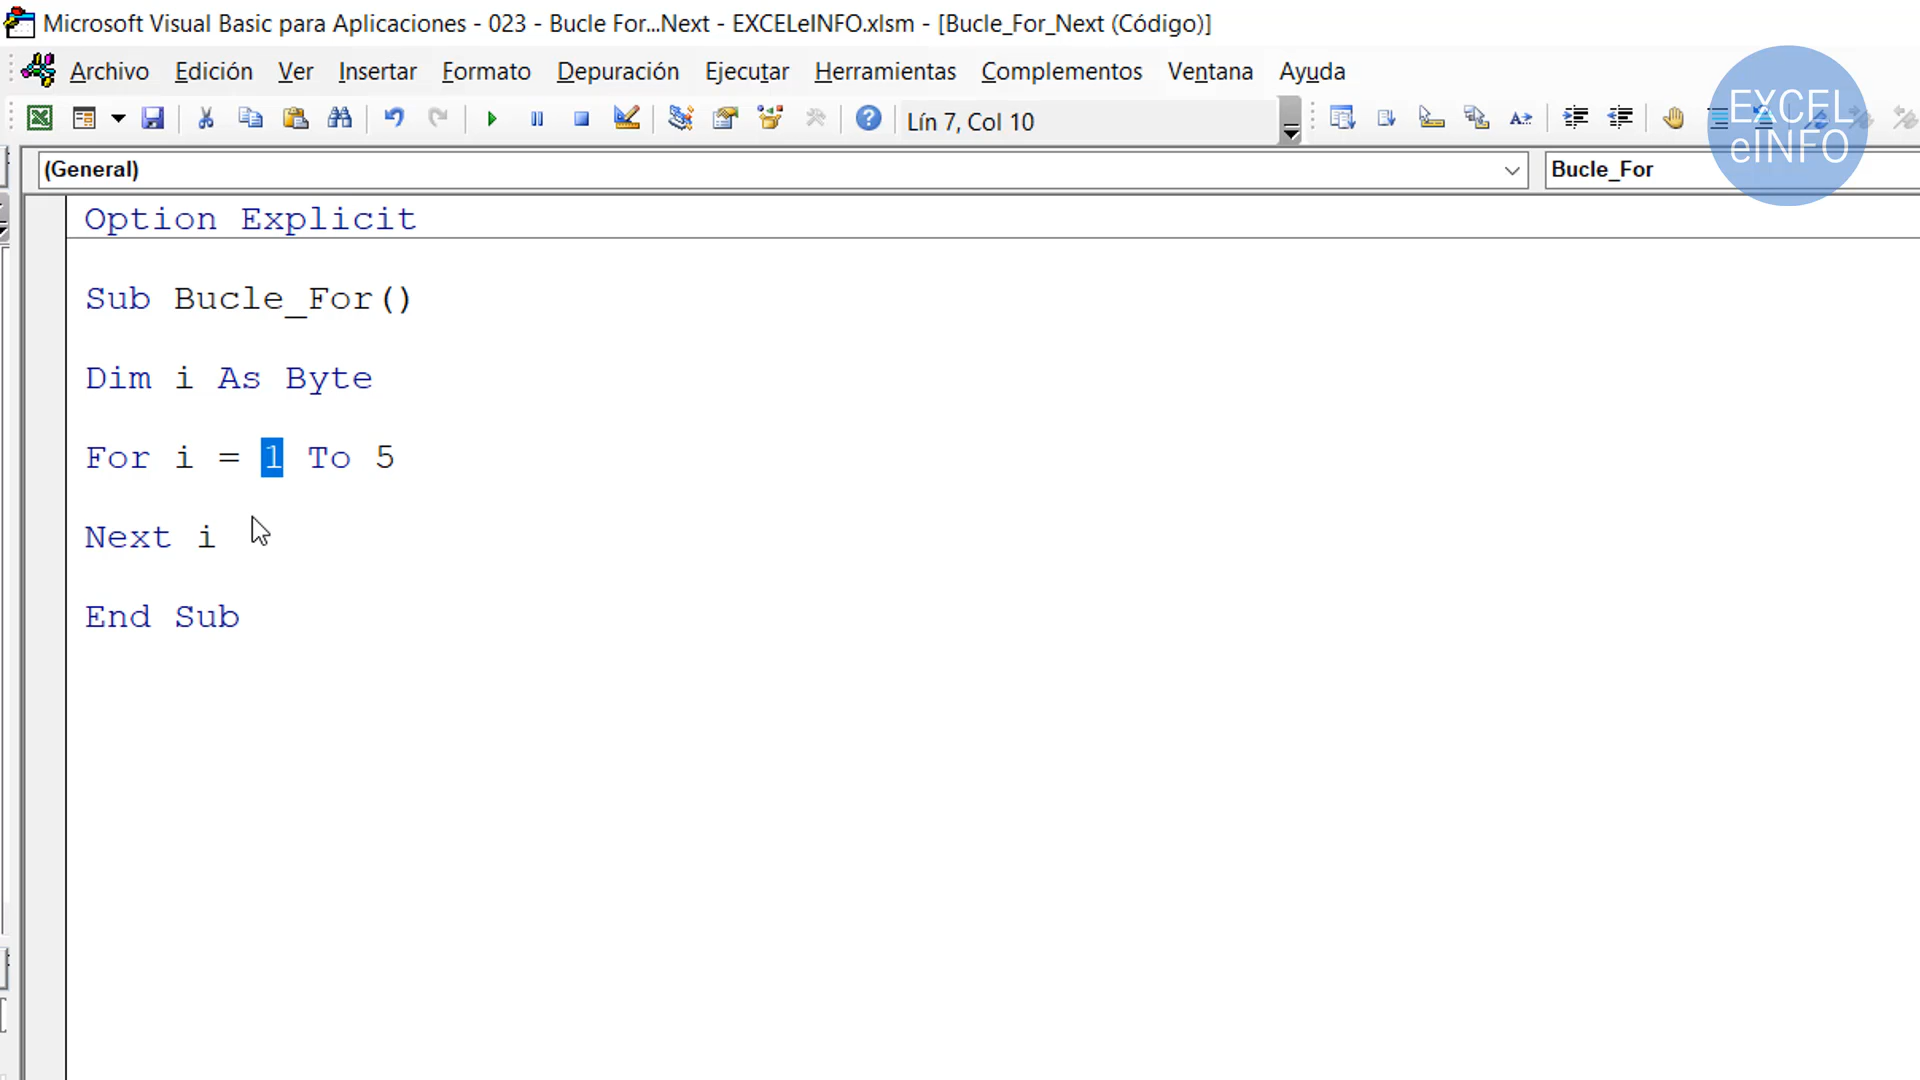 Microsoft Visual Basic para Aplicaciones - 023 - Bucle For...Next - EXCELeINFO.xlsm - [Bucle_For_Next (Código)]
Archivo Edición Ver Insertar Formato Depuración Ejecutar Herramientas Complementos Ventana Ayuda
Lín 7, Col 10
EXCEL
eINFO
(General)
Bucle_For
Option Explicit
Sub Bucle_For()
Dim i As Byte
For i = 1 To 5
Next i
End Sub